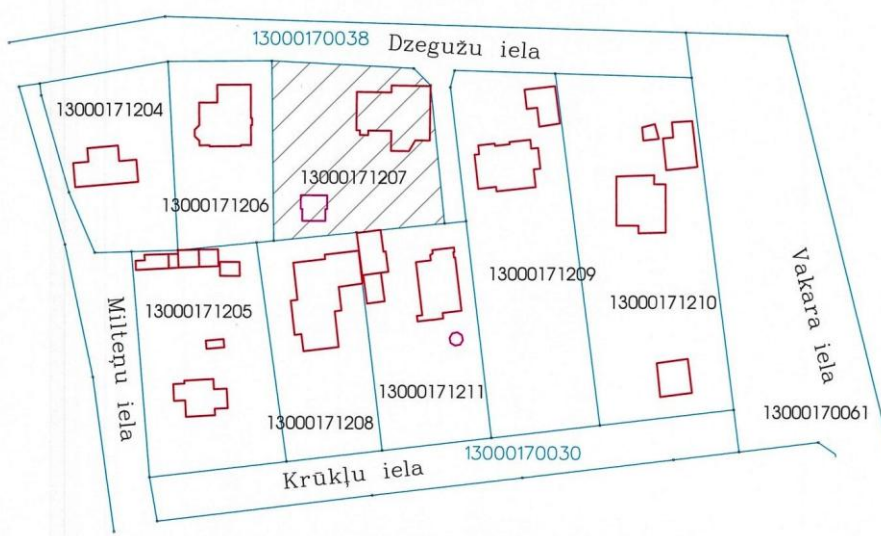 13000170038
Dzegužu iela
13000171204
13000171206
13000171207
13000171209
13000171205
13000171210
Vakara iela
Milteņu iela
13000171211
13000171208
13000170061
13000170030
Krūkļu iela